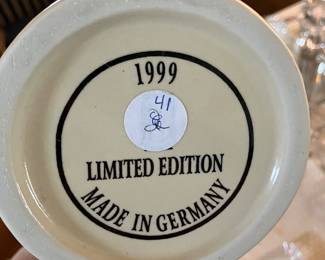 1999
41
LIMITED EDITION
MADE IN GERMANY